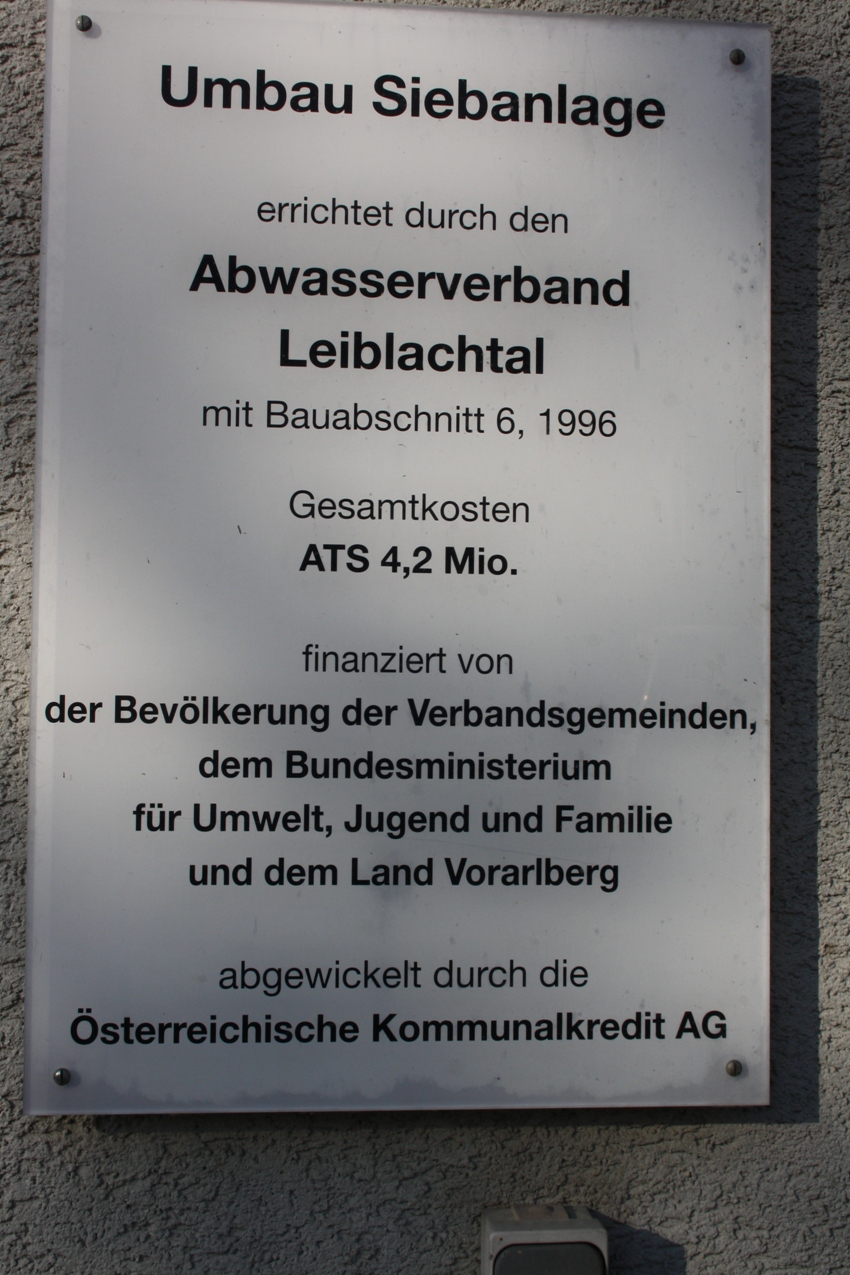 Umbau Siebanlage
errichtet durch den
Abwasserverband
Leiblachtal
mit Bauabschnitt 6, 1996
Gesamtkosten
ATS 4,2 Mio.
finanziert von
der Bevölkerung der Verbandsgemeinden,
dem Bundesministerium
für Umwelt, Jugend und Familie
und dem Land Vorarlberg
abgewickelt durch die
Österreichische Kommunalkredit AG